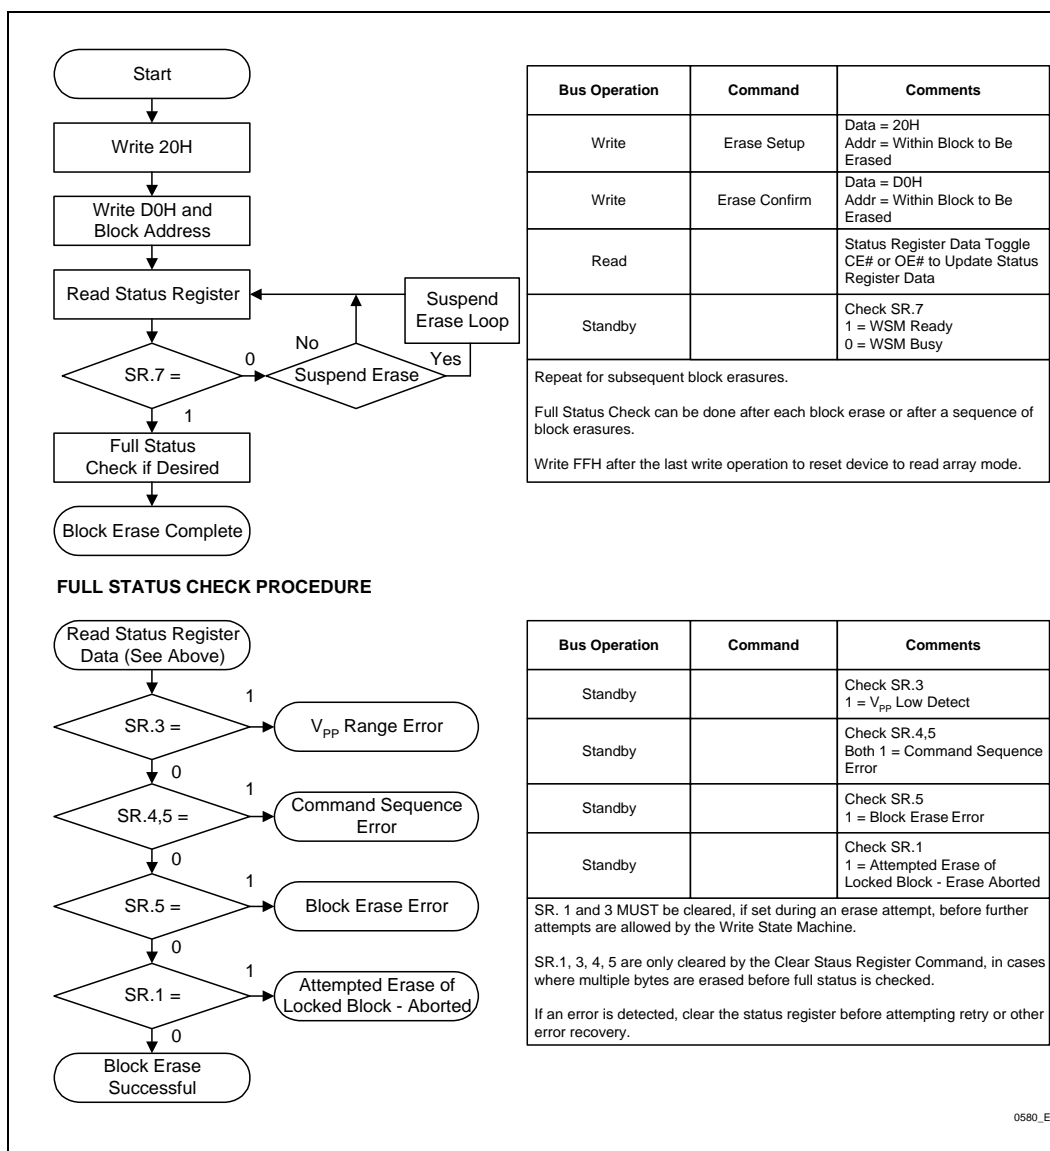 Start
Write 20H
Write D0H and
Block Address
Read Status Register
Suspend
Erase Loop
No
Yes
0
SR.7 =
Suspend Erase
1
Full Status
Check if Desired
Block Erase Complete
Bus Operation Command Comments
Write Erase Setup Data = 20H
Addr = Within Block to Be
Erased
Write Erase Confirm Data = D0H
Addr = Within Block to Be
Erased
Read Status Register Data Toggle
CE# or OE# to Update Status
Register Data
Standby Check SR.7
1 = WSM Ready
0 = WSM Busy
Repeat for subsequent block erasures.
Full Status Check can be done after each block erase or after a sequence of
block erasures.
Write FFH after the last write operation to reset device to read array mode.
FULL STATUS CHECK PROCEDURE
Read Status Register
Data (See Above)
1
SR.3 =
VPP Range Error
0
1
SR.4,5 =
Command Sequence
Error
0
1
SR.5 =
Block Erase Error
0
1
SR.1 =
Attempted Erase of
Locked Block - Aborted
0
Block Erase
Successful
Bus Operation Command Comments
Standby Check SR.3
1 = VPP Low Detect
Standby Check SR.4,5
Both 1 = Command Sequence
Error
Standby Check SR.5
1 = Block Erase Error
Standby Check SR.1
1 = Attempted Erase of
Locked Block - Erase Aborted
SR. 1 and 3 MUST be cleared, if set during an erase attempt, before further
attempts are allowed by the Write State Machine.
SR.1, 3, 4, 5 are only cleared by the Clear Staus Register Command, in cases
where multiple bytes are erased before full status is checked.
If an error is detected, clear the status register before attempting retry or other
error recovery.
0580_E